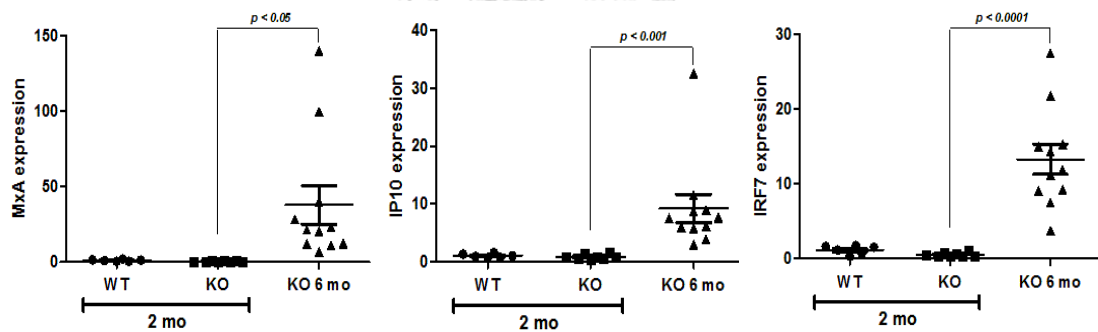 p < 0.05
MxA expression
150
100
50
0
WT KO KO 6 mo
2 mo
p < 0.001
IP10 expression
40
30
20
10
0
WT KO KO 6 mo
2 mo
p < 0.0001
IRF7 expression
30
20
10
0
WT KO KO 6 mo
2 mo